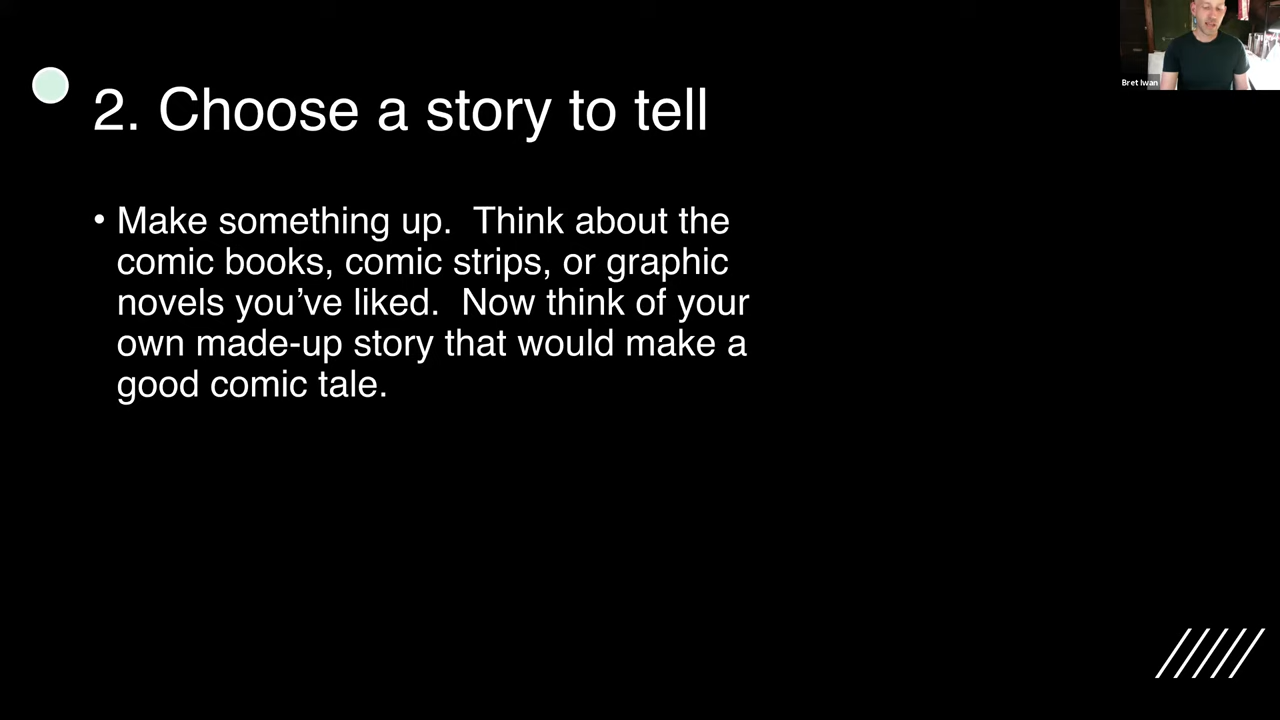 2. Choose a story to tell
• Make something up.  Think about the
comic books, comic strips, or graphic
novels you’ve liked.  Now think of your
own made-up story that would make a
good comic tale.
Bret Iwan